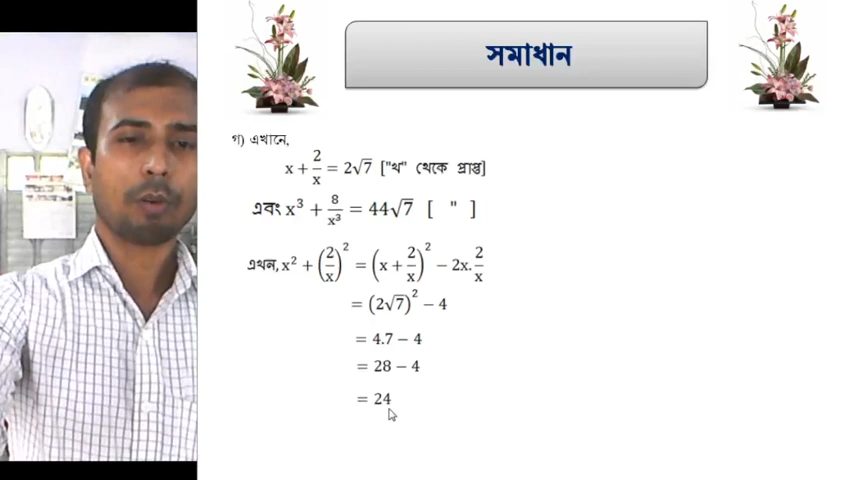 সমাধান
গ) এখানে,
x + 2/x = 2√7 ["খ" থেকে প্রাপ্ত]
এবং x³ + 8/x³ = 44√7 [ " ]
এখন, x² + (2/x)² = (x + 2/x)² − 2x. 2/x
= (2√7)² − 4
= 4.7 − 4
= 28 − 4
= 24